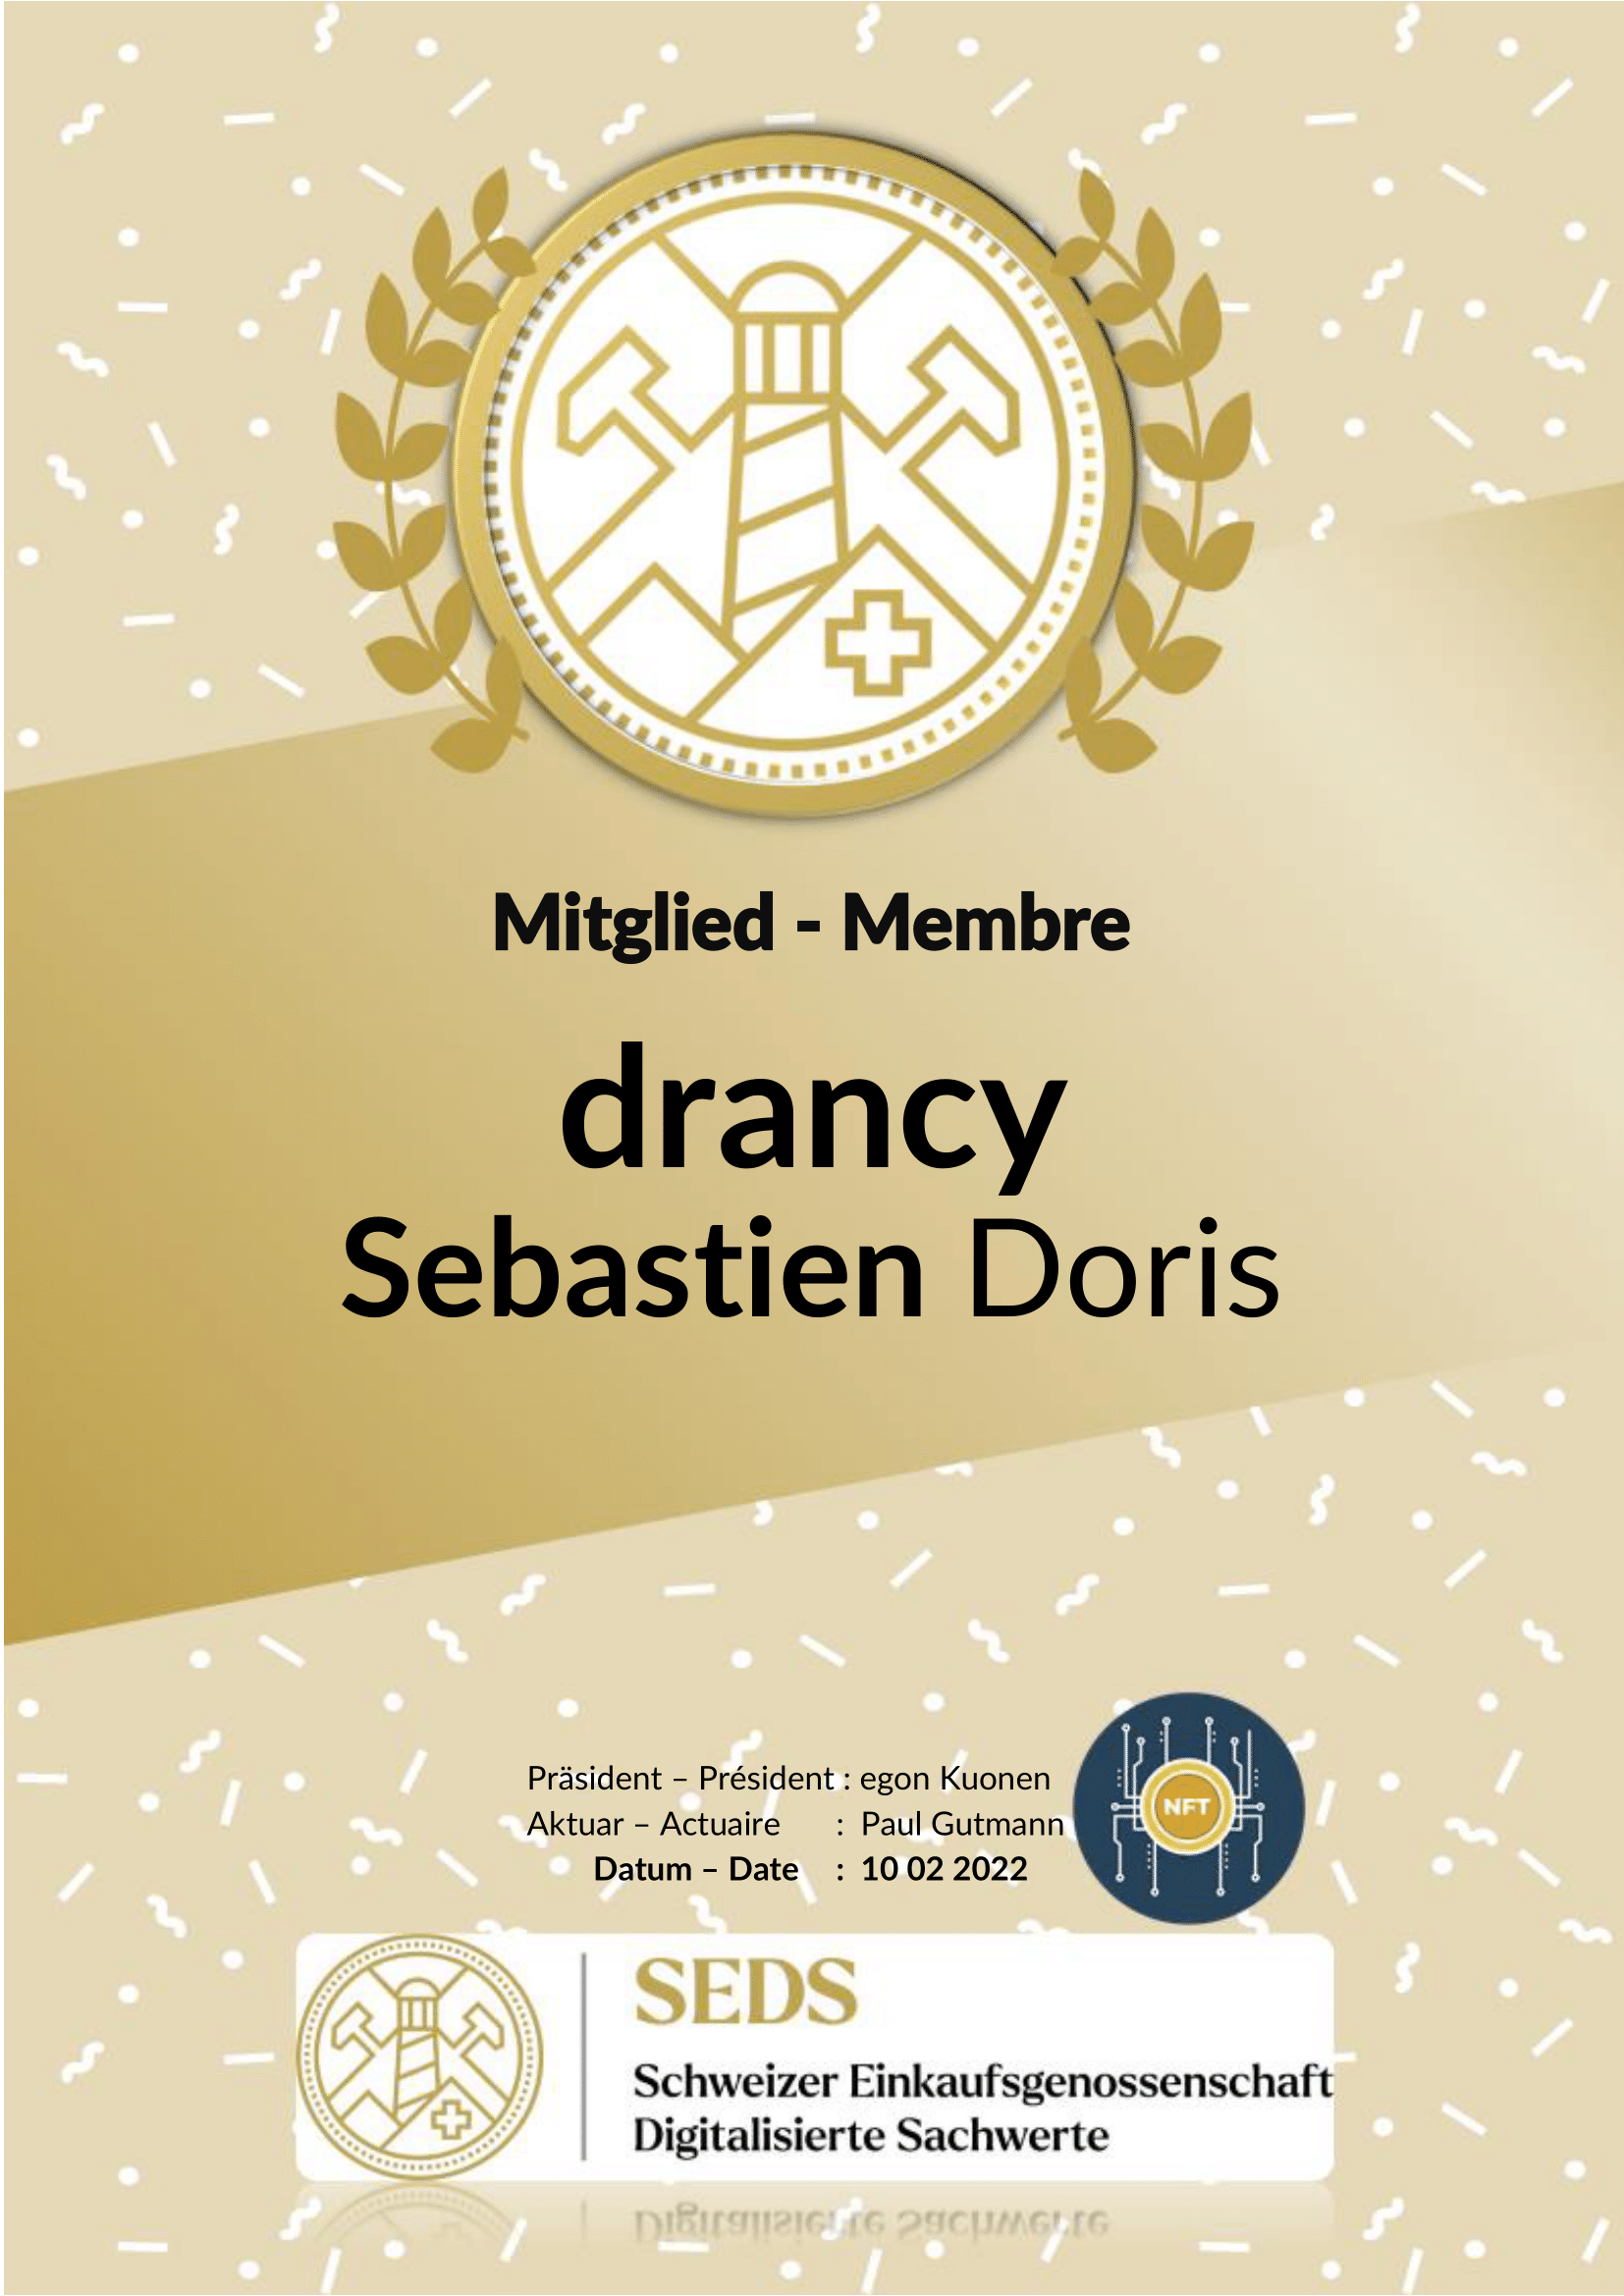 Mitglied - Membre
drancy
Sebastien Doris
Präsident – Président : egon Kuonen
Aktuar – Actuaire : Paul Gutmann
Datum – Date : 10 02 2022
NFT
SEDS
Schweizer Einkaufsgenossenschaft
Digitalisierte Sachwerte